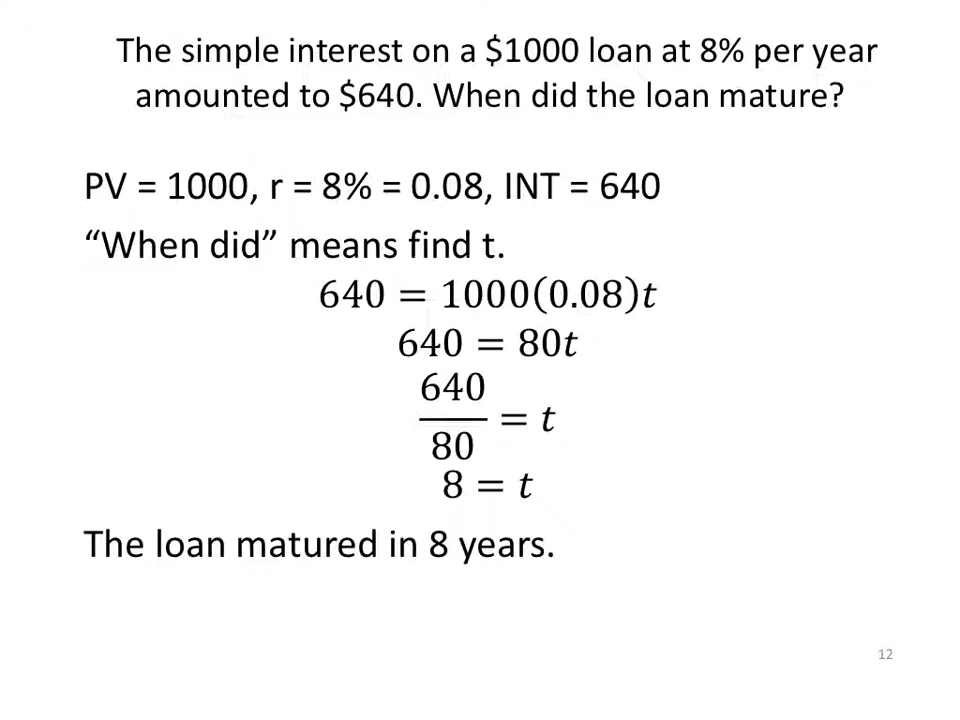 The simple interest on a $1000 loan at 8% per year
amounted to $640. When did the loan mature?
PV = 1000, r = 8% = 0.08, INT = 640
“When did” means find t.
640 = 1000(0.08)t
640 = 80t
640/80 = t
8 = t
The loan matured in 8 years.
12